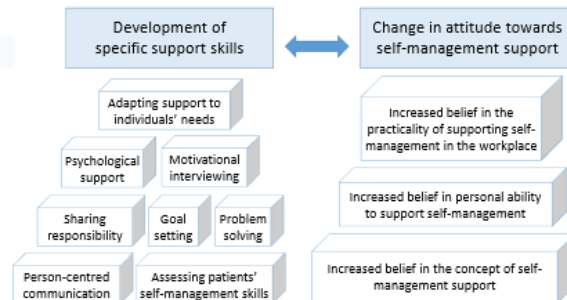 Development of
specific support skills
Change in attitude towards
self-management support
Adapting support to
individuals' needs
Psychological
support
Motivational
interviewing
Sharing
responsibility
Goal
setting
Problem
solving
Person-centred
communication
Assessing patients'
self-management skills
Increased belief in the
practicality of supporting self-
management in the workplace
Increased belief in personal ability
to support self-management
Increased belief in the concept of self-
management support